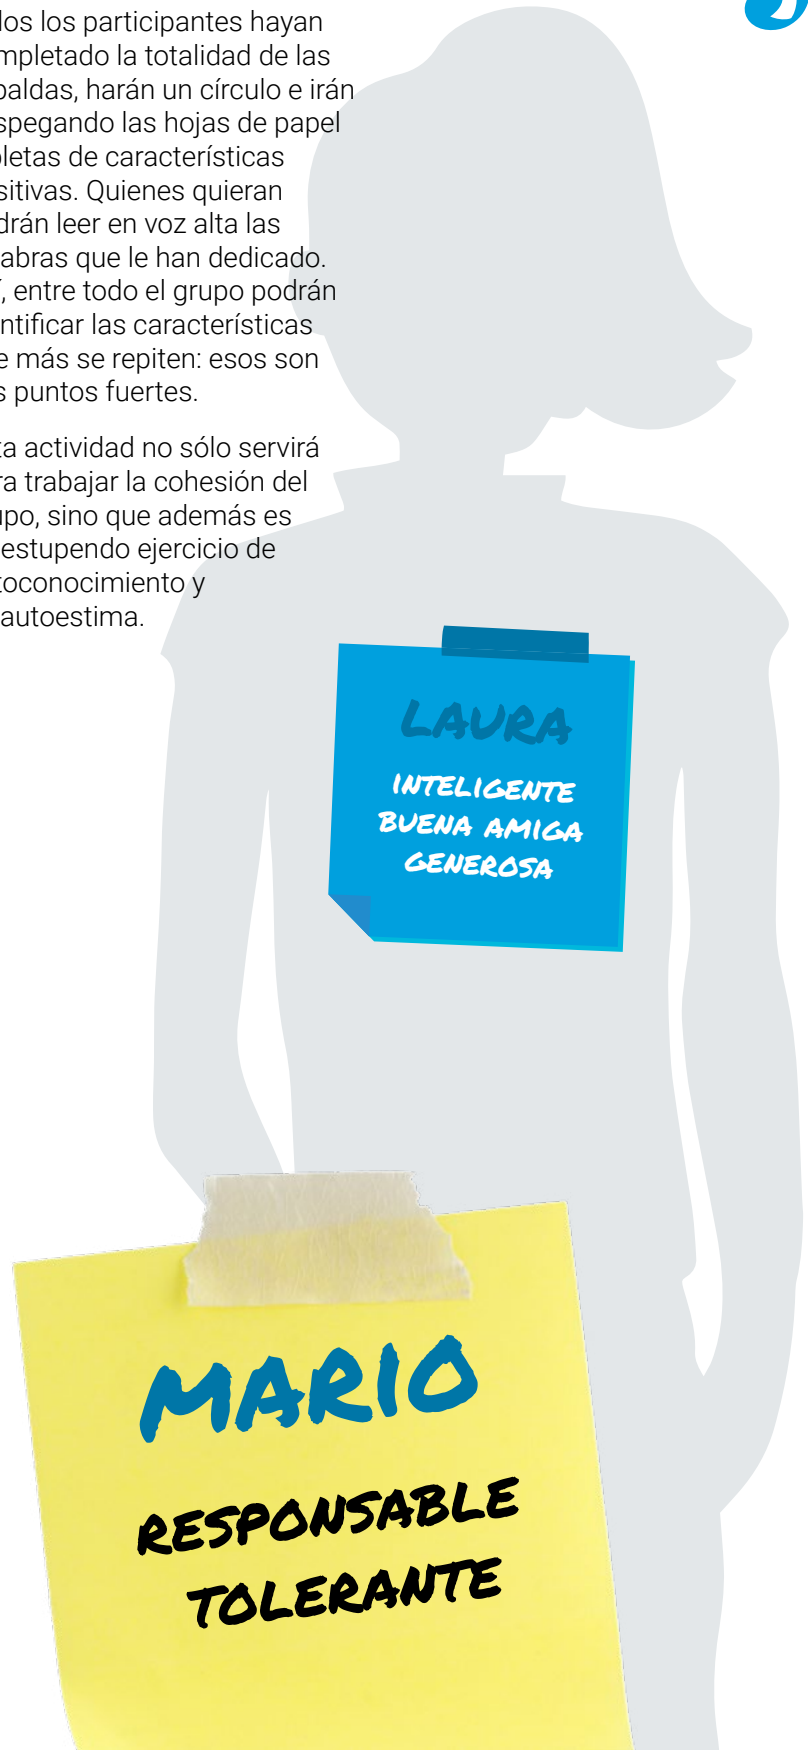 dos los participantes hayan
mpletado la totalidad de las
paldas, harán un círculo e irán
spegando las hojas de papel
pletas de características
sitivas. Quienes quieran
drán leer en voz alta las
abras que le han dedicado.
í, entre todo el grupo podrán
ntificar las características
e más se repiten: esos son
s puntos fuertes.
ta actividad no sólo servirá
ra trabajar la cohesión del
upo, sino que además es
estupendo ejercicio de
toconocimiento y
autoestima.
LAURA
INTELIGENTE
BUENA AMIGA
GENEROSA
MARIO
RESPONSABLE
TOLERANTE